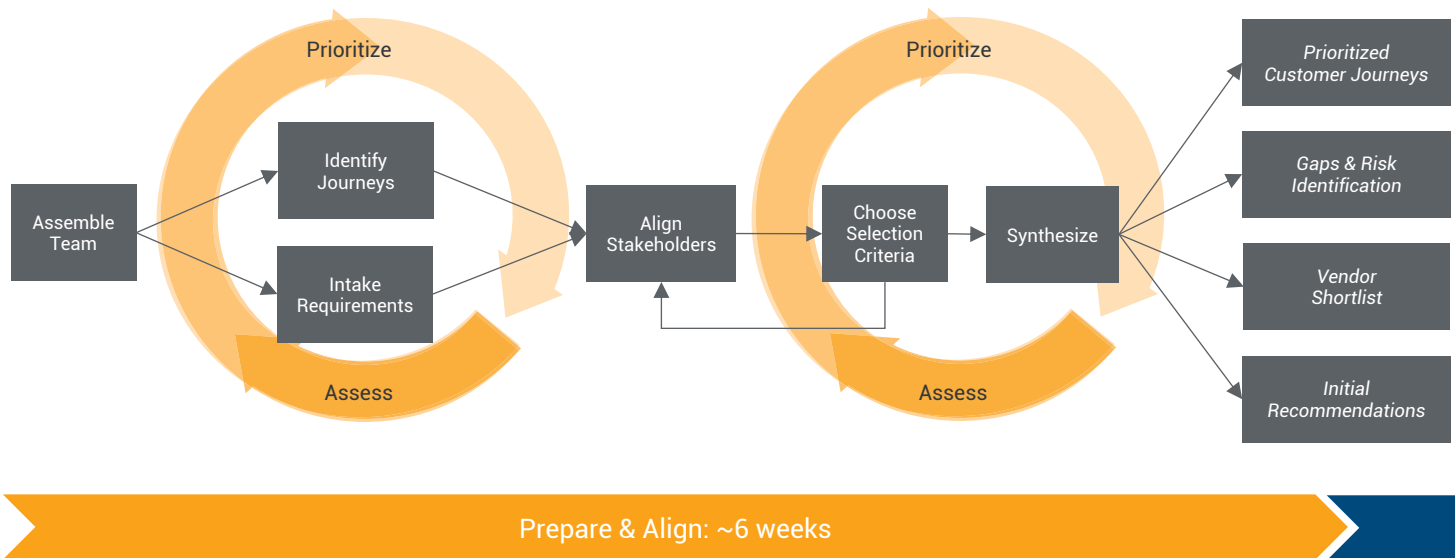 Prioritize
Prioritize
Prioritized
Customer Journeys
Identify
Journeys
Gaps & Risk
Identification
Assemble
Team
Align
Stakeholders
Choose
Selection
Criteria
Synthesize
Intake
Requirements
Vendor
Shortlist
Assess
Assess
Initial
Recommendations
Prepare & Align: ~6 weeks